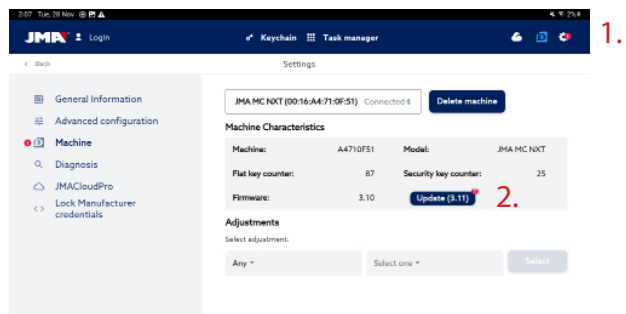 2:07 Tue, 28 Nov 2%
JMA Login Keychain Task manager 1.
< Back Settings
General Information
Advanced configuration
Machine
Diagnosis
JMACloudPro
Lock Manufacturer
credentials
JMA MC NXT (00:16:A4:71:0F:51) Connected Delete machine
Machine Characteristics
Machine: A4710F51 Model: JMA MC NXT
Flat key counter: 87 Security key counter: 25
Firmware: 3.10 Update (3.11) 2.
Adjustments
Select adjustment.
Any Select one Select